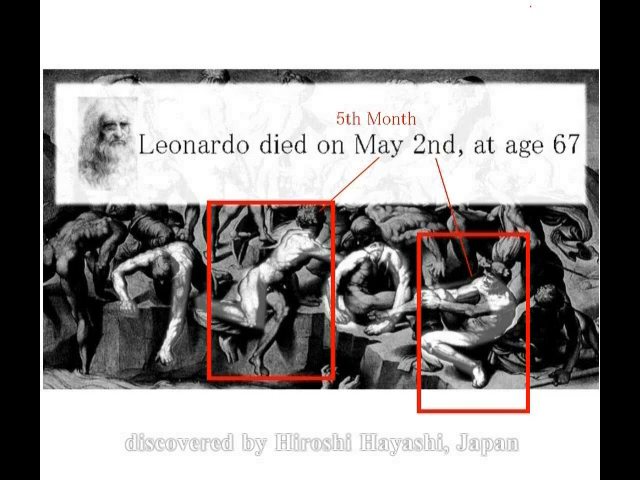 5th Month
Leonardo died on May 2nd, at age 67
discovered by Hiroshi Hayashi, Japan